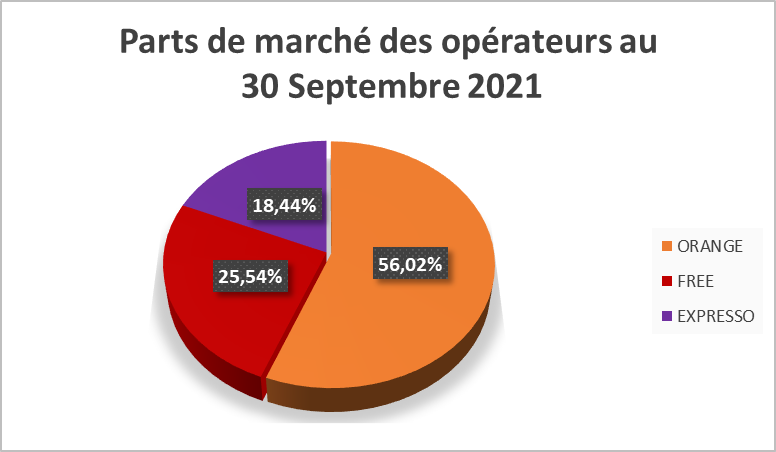 Parts de marché des opérateurs au
30 Septembre 2021
18,44%
56,02%
25,54%
ORANGE
FREE
EXPRESSO